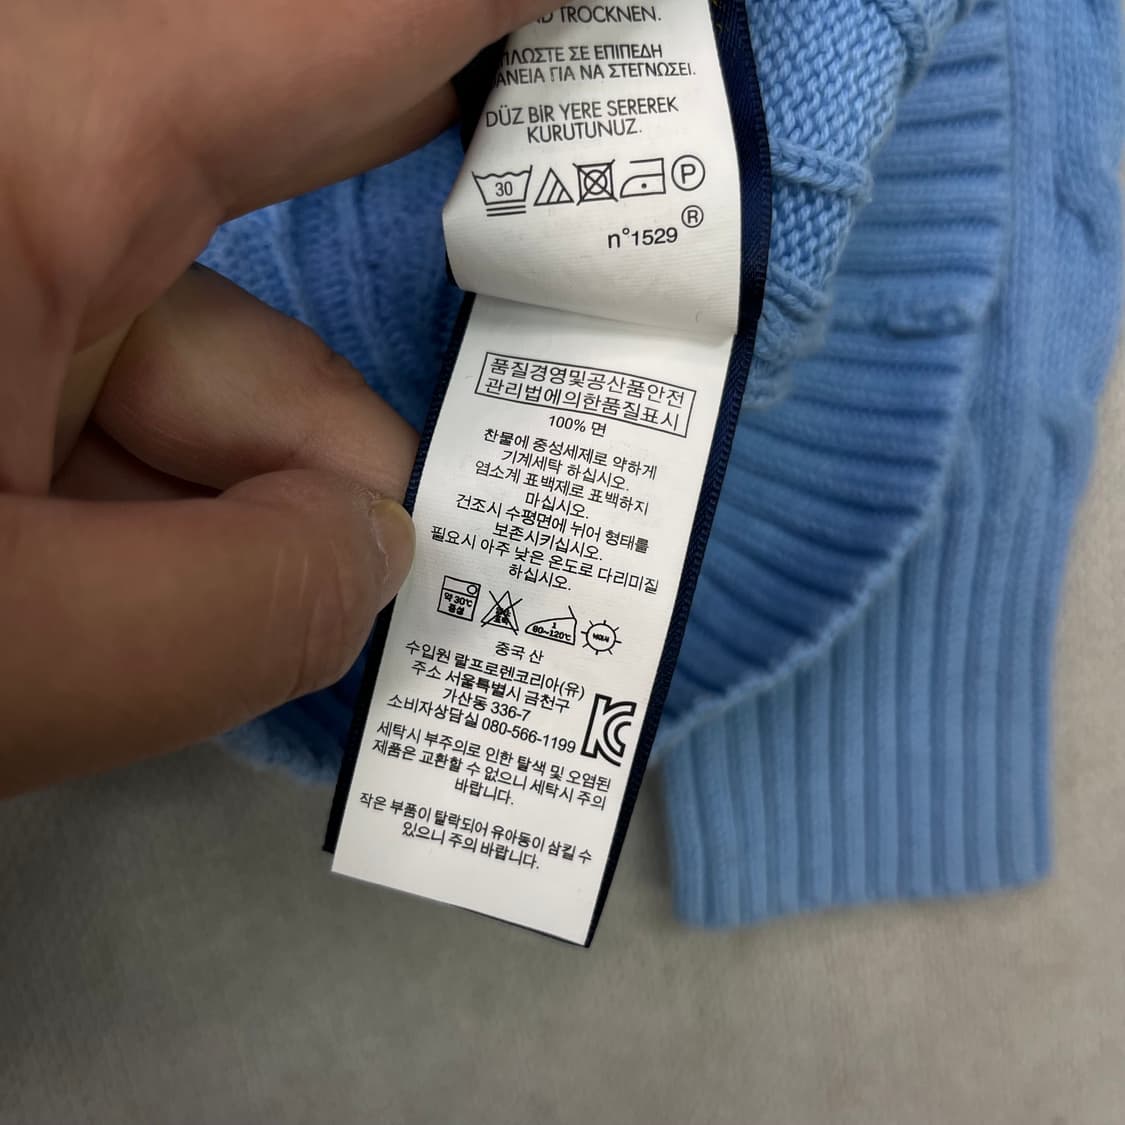 TROCKNEN.
ΣΕ ΕΠΙΠΕΔΗ
ΓΙΑ ΝΑ ΣΤΕΓΝΩΣΕΙ.
DÜZ BİR YERE SEREREK
KURUTUNUZ.
30 P
n°1529 ®
품질경영및공산품안전
관리법에의한품질표시
100% 면
찬물에 중성세제로 약하게
기계세탁 하십시오.
염소계 표백제로 표백하지
마십시오.
건조시 수평면에 뉘어 형태를
보존시키십시오.
필요시 아주 낮은 온도로 다리미질
하십시오.
약 30℃
중성
1
80~120℃
중국 산
수입원 랄프로렌코리아(유)
주소 서울특별시 금천구
가산동 336-7
소비자상담실 080-566-1199
세탁시 부주의로 인한 탈색 및 오염된
제품은 교환할 수 없으니 세탁시 주의
바랍니다.
작은 부품이 탈락되어 유아동이 삼킬 수
있으니 주의 바랍니다.